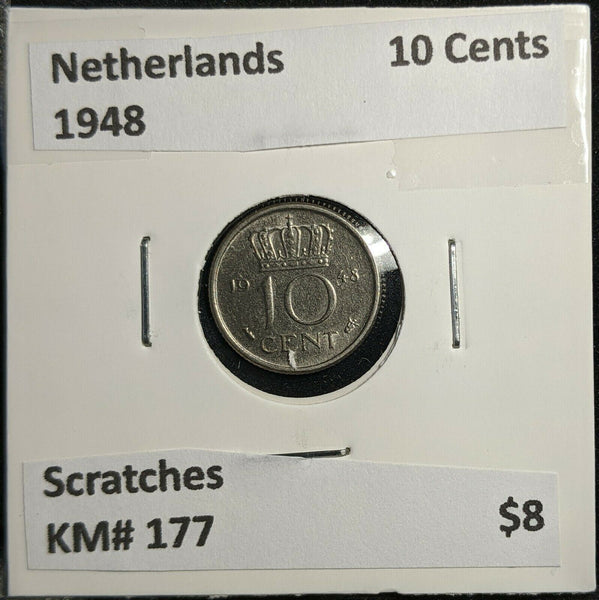 Netherlands 10 Cents
1948
19 48
10
CENT
Scratches
KM# 177 $8